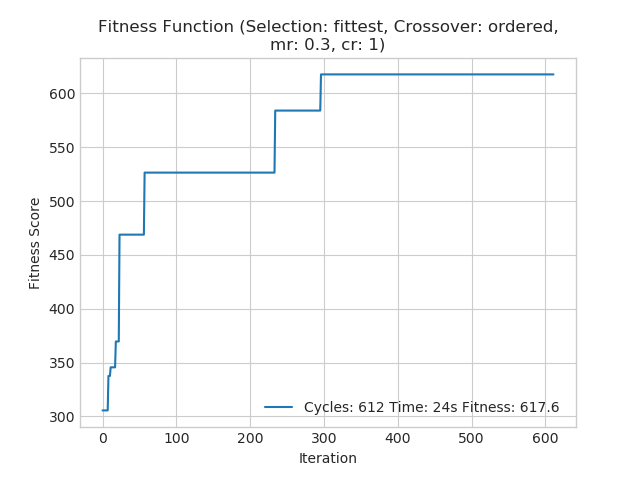 Fitness Function (Selection: fittest, Crossover: ordered,
mr: 0.3, cr: 1)
Fitness Score
600
550
500
450
400
350
300
Cycles: 612 Time: 24s Fitness: 617.6
0 100 200 300 400 500 600
Iteration